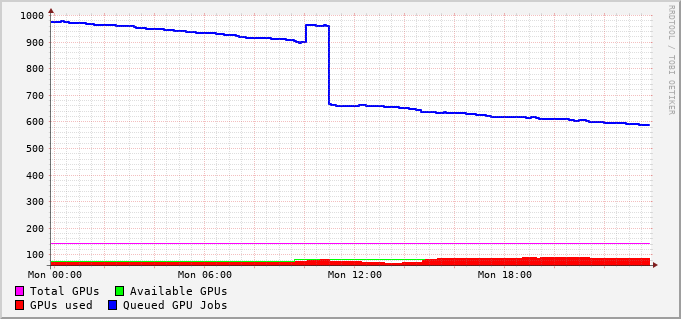 1000
900
800
700
600
500
400
300
200
100
Mon 00:00 Mon 06:00 Mon 12:00 Mon 18:00
Total GPUs Available GPUs
GPUs used Queued GPU Jobs
RRDTOOL / TOBI OETIKER